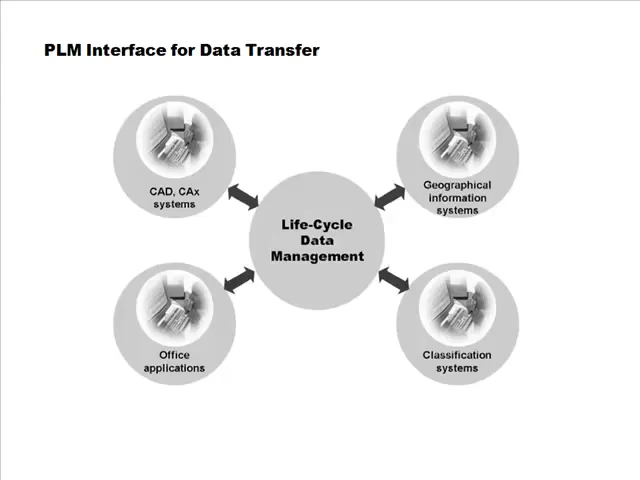 PLM Interface for Data Transfer
CAD, CAx
systems
Geographical
information
systems
Life-Cycle
Data
Management
Office
applications
Classification
systems